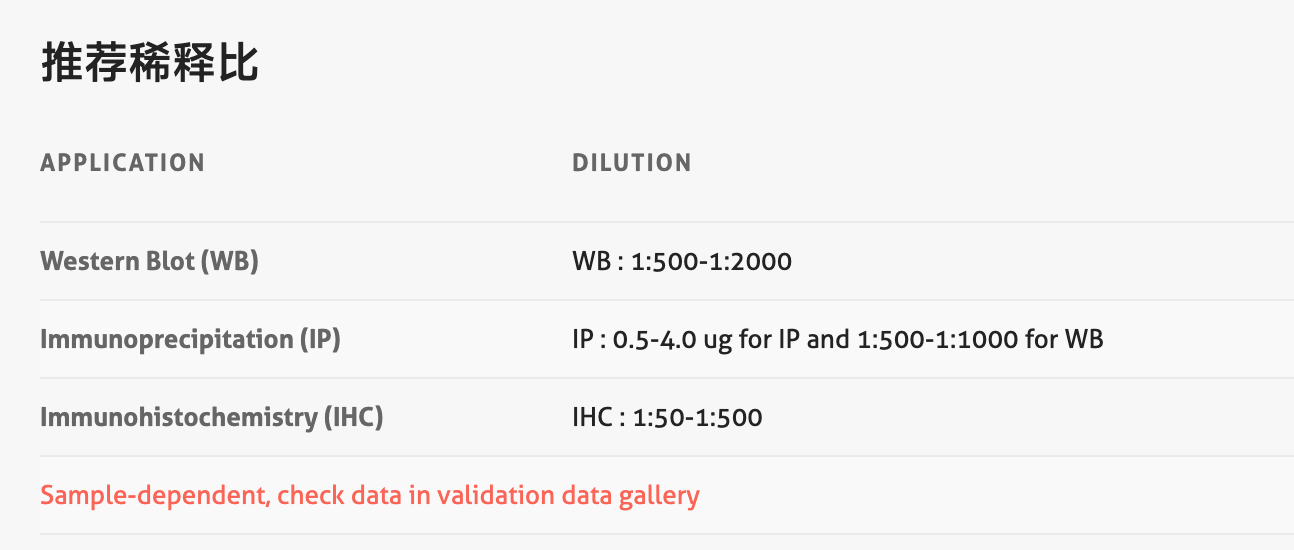 推荐稀释比
APPLICATION DILUTION
Western Blot (WB) WB : 1:500-1:2000
Immunoprecipitation (IP) IP : 0.5-4.0 ug for IP and 1:500-1:1000 for WB
Immunohistochemistry (IHC) IHC : 1:50-1:500
Sample-dependent, check data in validation data gallery